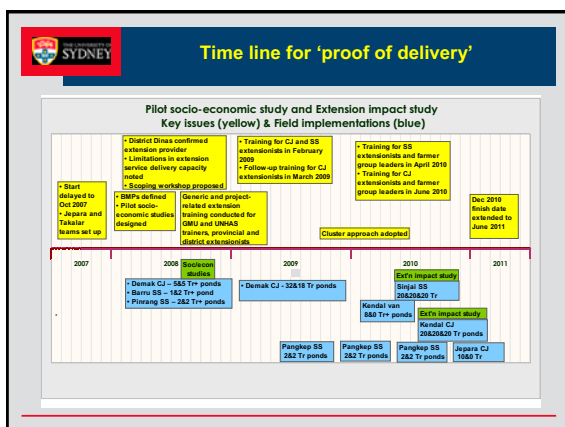 THE UNIVERSITY OF
SYDNEY
Time line for ‘proof of delivery’
Pilot socio-economic study and Extension impact study
Key issues (yellow) & Field implementations (blue)
• Start
delayed to
Oct 2007
• Jepara and
Takalar
teams set up
• District Dinas confirmed
extension provider
• Limitations in extension
service delivery capacity
noted
• Scoping workshop proposed
• BMPs defined
• Pilot socio-
economic studies
designed
Generic and project-
related extension
training conducted for
GMU and UNHAS
trainers, provincial and
district extensionists
• Training for CJ and SS
extensionists in February
2009
• Follow-up training for CJ
extensionists in March 2009
• Training for SS
extensionists and farmer
group leaders in April 2010
• Training for CJ
extensionists and farmer
group leaders in June 2010
Cluster approach adopted
Dec 2010
finish date
extended to
June 2011
2007
2008
2009
2010
2011
Soc/econ
studies
• Demak CJ – 5&5 Tr+ ponds
• Barru SS – 1&2 Tr+ pond
• Pinrang SS – 2&2 Tr+ ponds
• Demak CJ - 32&18 Tr ponds
Ext'n impact study
Sinjai SS
20&20&20 Tr
Kendal van
8&0 Tr+ ponds
Ext'n impact study
Kendal CJ
20&20&20 Tr ponds
Pangkep SS
2&2 Tr ponds
Pangkep SS
2&2 Tr ponds
Pangkep SS
2&2 Tr ponds
Jepara CJ
10&0 Tr